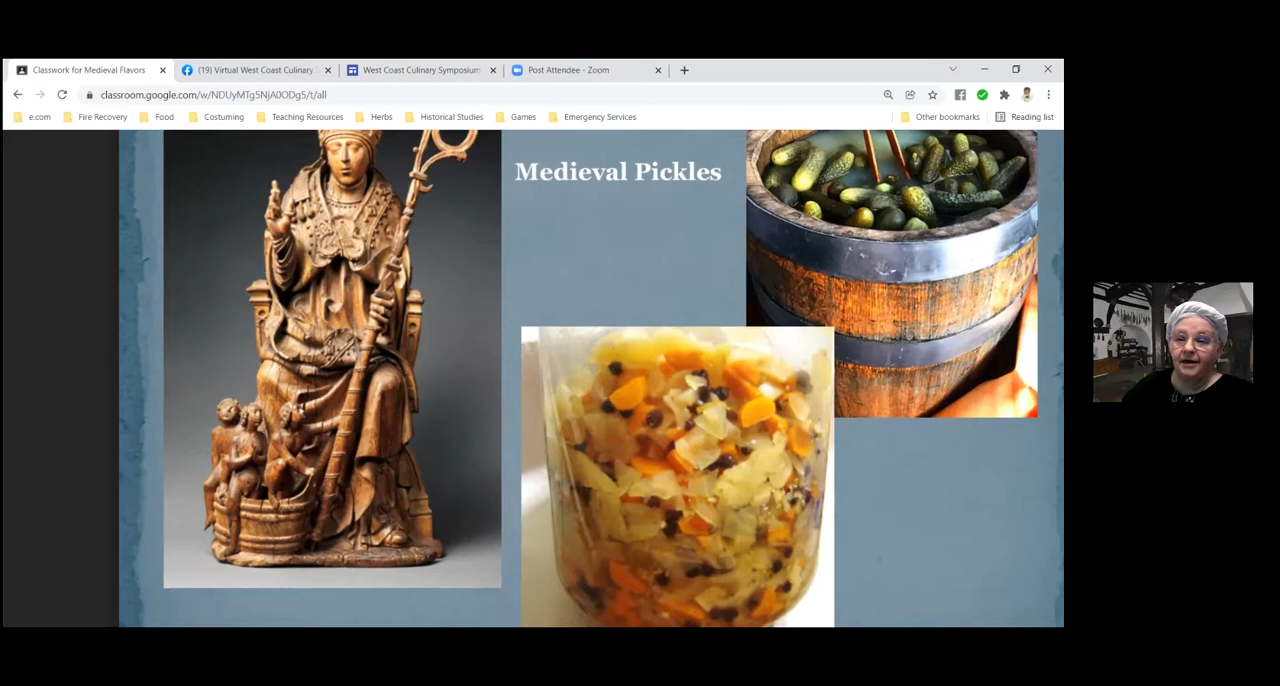 Classwork for Medieval Flavors
(19) Virtual West Coast Culinary
West Coast Culinary Symposium
Post Attendee - Zoom
classroom.google.com/w/NDUyMTg5NjA0ODg5/t/all
e.com
Fire Recovery
Food
Costuming
Teaching Resources
Herbs
Historical Studies
Games
Emergency Services
Other bookmarks
Reading list
Medieval Pickles